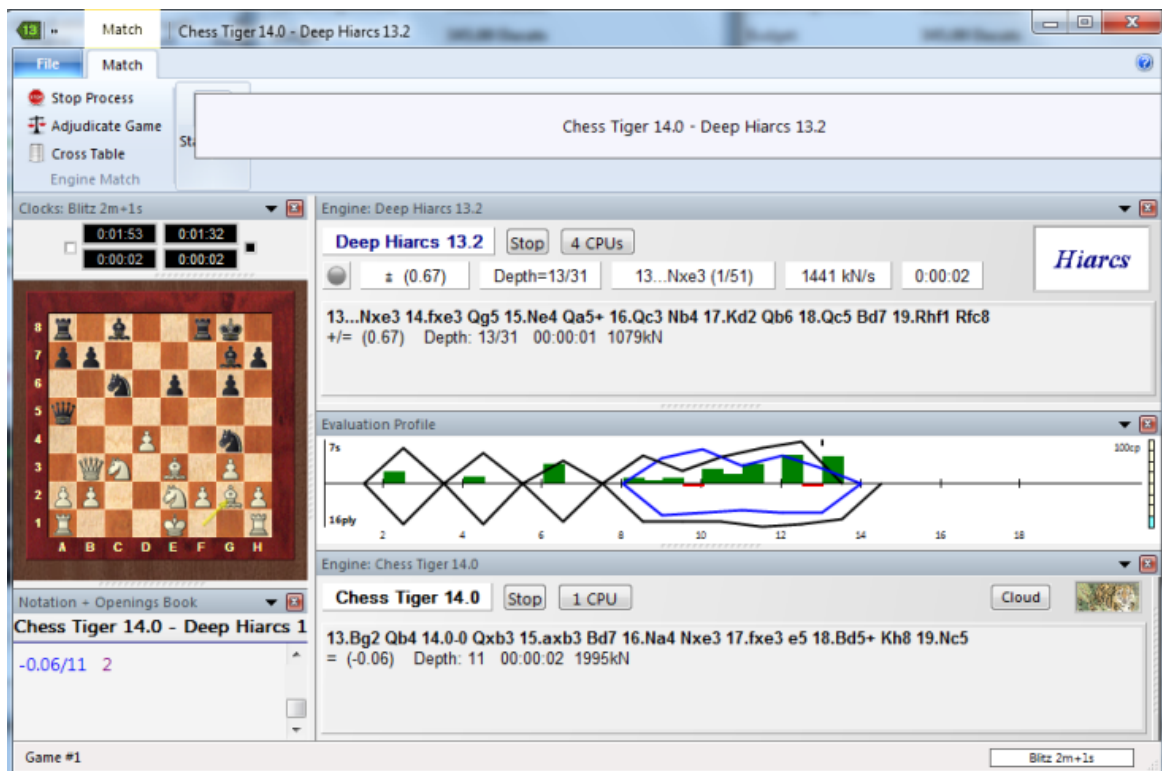 13
Match
Chess Tiger 14.0 - Deep Hiarcs 13.2
File
Match
Stop Process
Adjudicate Game
Cross Table
Engine Match
Sta
Chess Tiger 14.0 - Deep Hiarcs 13.2
Clocks: Blitz 2m+1s
0:01:53 0:01:32
0:00:02 0:00:02
8
7
6
5
4
3
2
1
A B C D E F G H
Notation + Openings Book
Chess Tiger 14.0 - Deep Hiarcs 1
-0.06/11 2
Engine: Deep Hiarcs 13.2
Deep Hiarcs 13.2 Stop 4 CPUs
Hiarcs
± (0.67) Depth=13/31 13...Nxe3 (1/51) 1441 kN/s 0:00:02
13...Nxe3 14.fxe3 Qg5 15.Ne4 Qa5+ 16.Qc3 Nb4 17.Kd2 Qb6 18.Qc5 Bd7 19.Rhf1 Rfc8
+/= (0.67) Depth: 13/31 00:00:01 1079kN
Evaluation Profile
7s
100cp
16ply
2 4 6 8 10 12 14 16 18
Engine: Chess Tiger 14.0
Chess Tiger 14.0 Stop 1 CPU Cloud
13.Bg2 Qb4 14.0-0 Qxb3 15.axb3 Bd7 16.Na4 Nxe3 17.fxe3 e5 18.Bd5+ Kh8 19.Nc5
= (-0.06) Depth: 11 00:00:02 1995kN
Game #1
Blitz 2m+1s